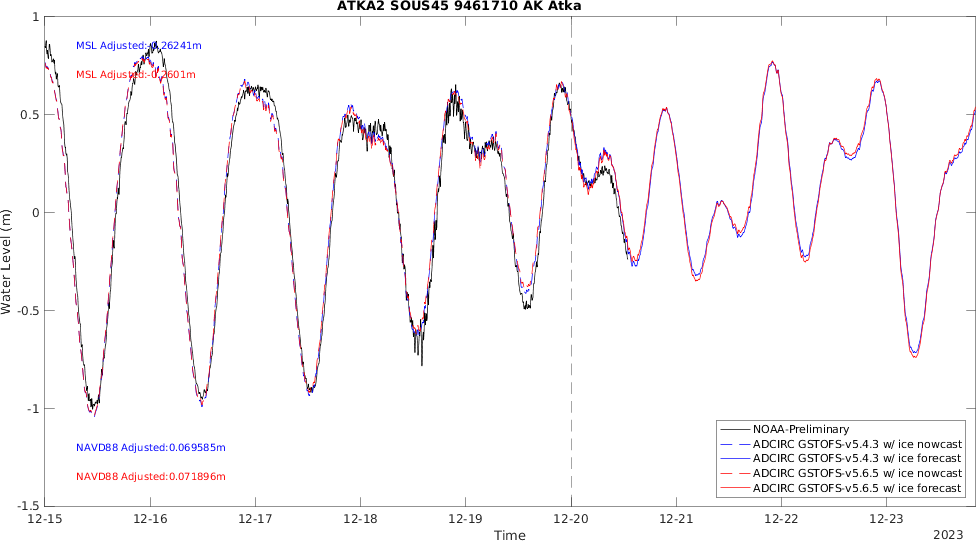 ATKA2 SOUS45 9461710 AK Atka
MSL Adjusted:-0.26241m
MSL Adjusted:-0.2601m
NAVD88 Adjusted:0.069585m
NAVD88 Adjusted:0.071896m
Water Level (m)
1
0.5
0
-0.5
-1
-1.5
12-15 12-16 12-17 12-18 12-19 12-20 12-21 12-22 12-23
Time
2023
NOAA-Preliminary
ADCIRC GSTOFS-v5.4.3 w/ ice nowcast
ADCIRC GSTOFS-v5.4.3 w/ ice forecast
ADCIRC GSTOFS-v5.6.5 w/ ice nowcast
ADCIRC GSTOFS-v5.6.5 w/ ice forecast